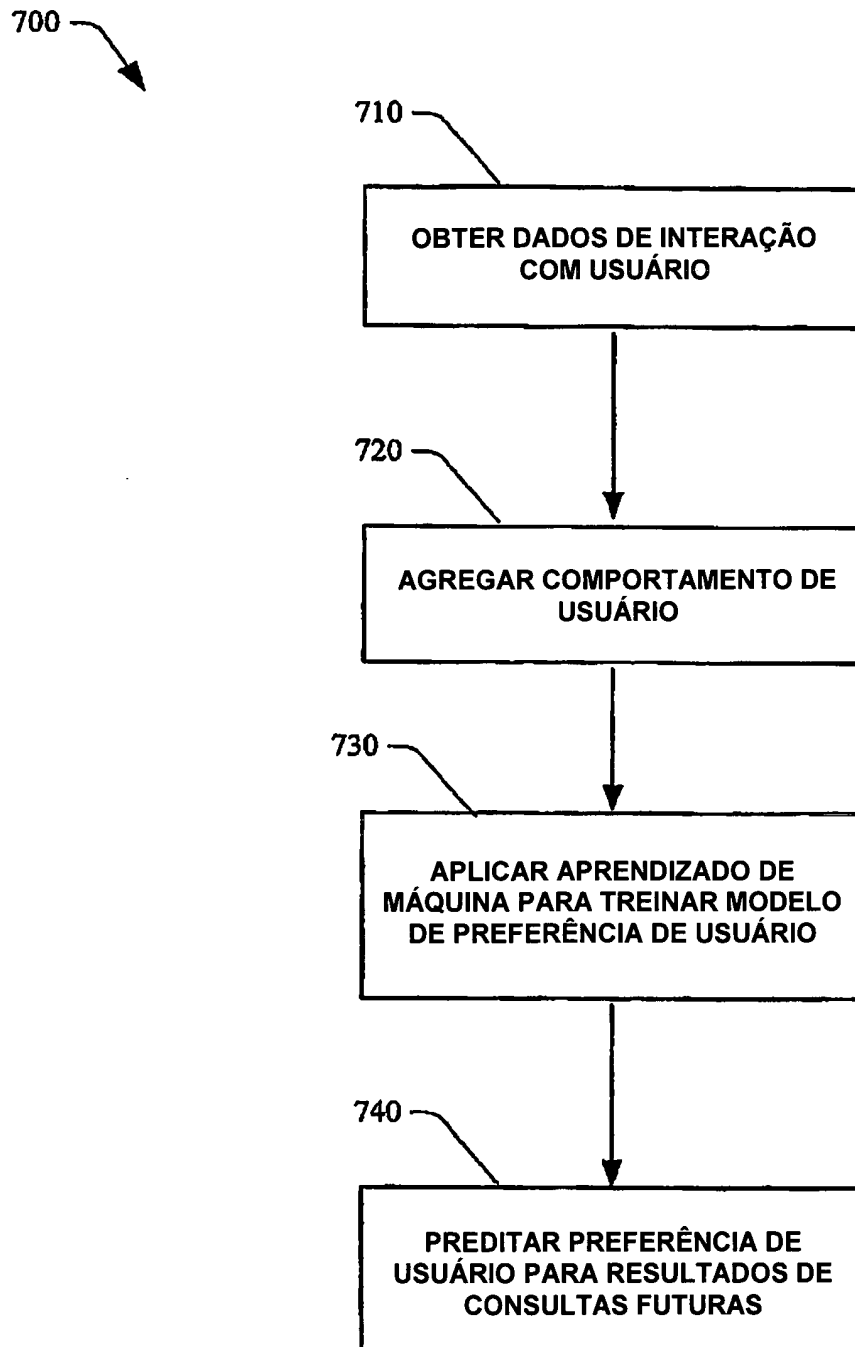 700
710
OBTER DADOS DE INTERAÇÃO
COM USUÁRIO
720
AGREGAR COMPORTAMENTO DE
USUÁRIO
730
APLICAR APRENDIZADO DE
MÁQUINA PARA TREINAR MODELO
DE PREFERÊNCIA DE USUÁRIO
740
PREDITAR PREFERÊNCIA DE
USUÁRIO PARA RESULTADOS DE
CONSULTAS FUTURAS